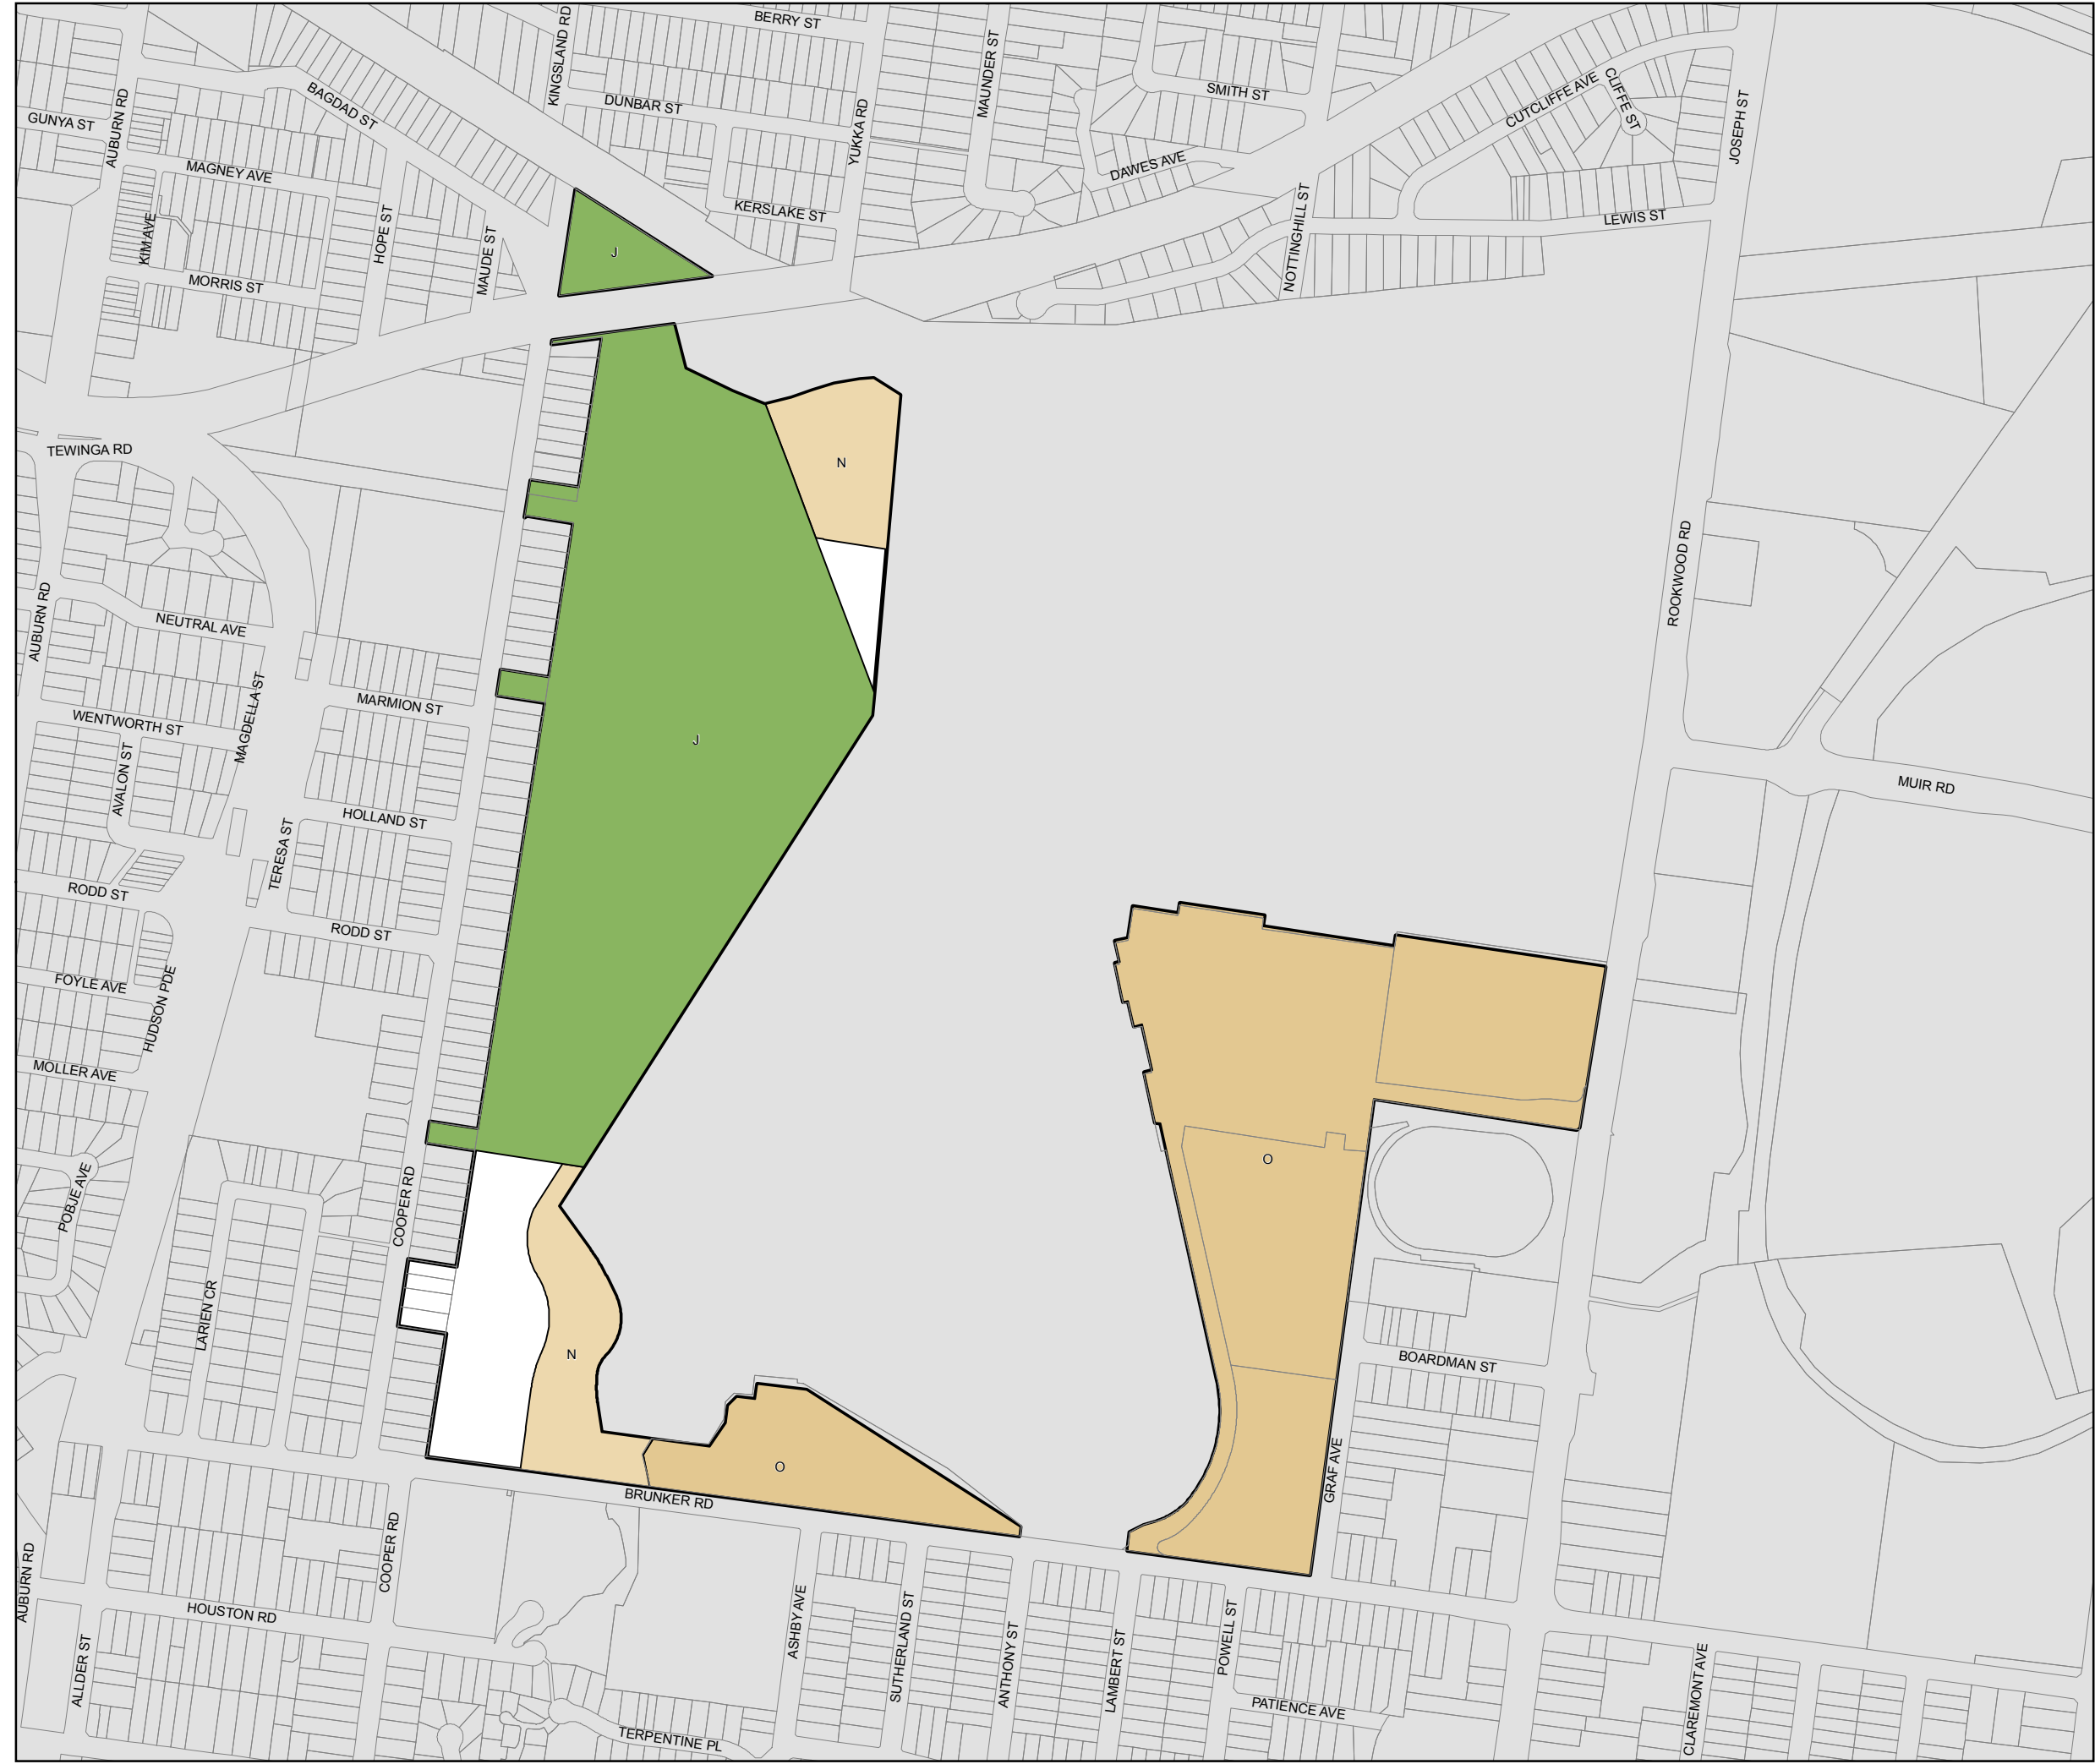 BERRY ST
KINGSLAND RD
MAUNDER ST
SMITH ST
CUTCLIFFE AVE
CLIFFE ST
BAGDAD ST
DUNBAR ST
GUNYA ST
AUBURN RD
YUKKA RD
JOSEPH ST
MAGNEY AVE
DAWES AVE
KERSLAKE ST
LEWIS ST
KIM AVE
HOPE ST
MAUDE ST
NOTTINGHILL ST
J
MORRIS ST
TEWINGA RD
N
ROOKWOOD RD
AUBURN RD
NEUTRAL AVE
MARMION ST
WENTWORTH ST
MAGDELLA ST
J
AVALON ST
MUIR RD
HOLLAND ST
TERESA ST
RODD ST
RODD ST
FOYLE AVE
HUDSON PDE
MOLLER AVE
O
POBJE AVE
COOPER RD
LARIEN CR
N
BOARDMAN ST
O
GRAF AVE
BRUNKER RD
COOPER RD
AUBURN RD
HOUSTON RD
ASHBY AVE
SUTHERLAND ST
ANTHONY ST
LAMBERT ST
POWELL ST
ALLDER ST
CLAREMONT AVE
PATIENCE AVE
TERPENTINE PL